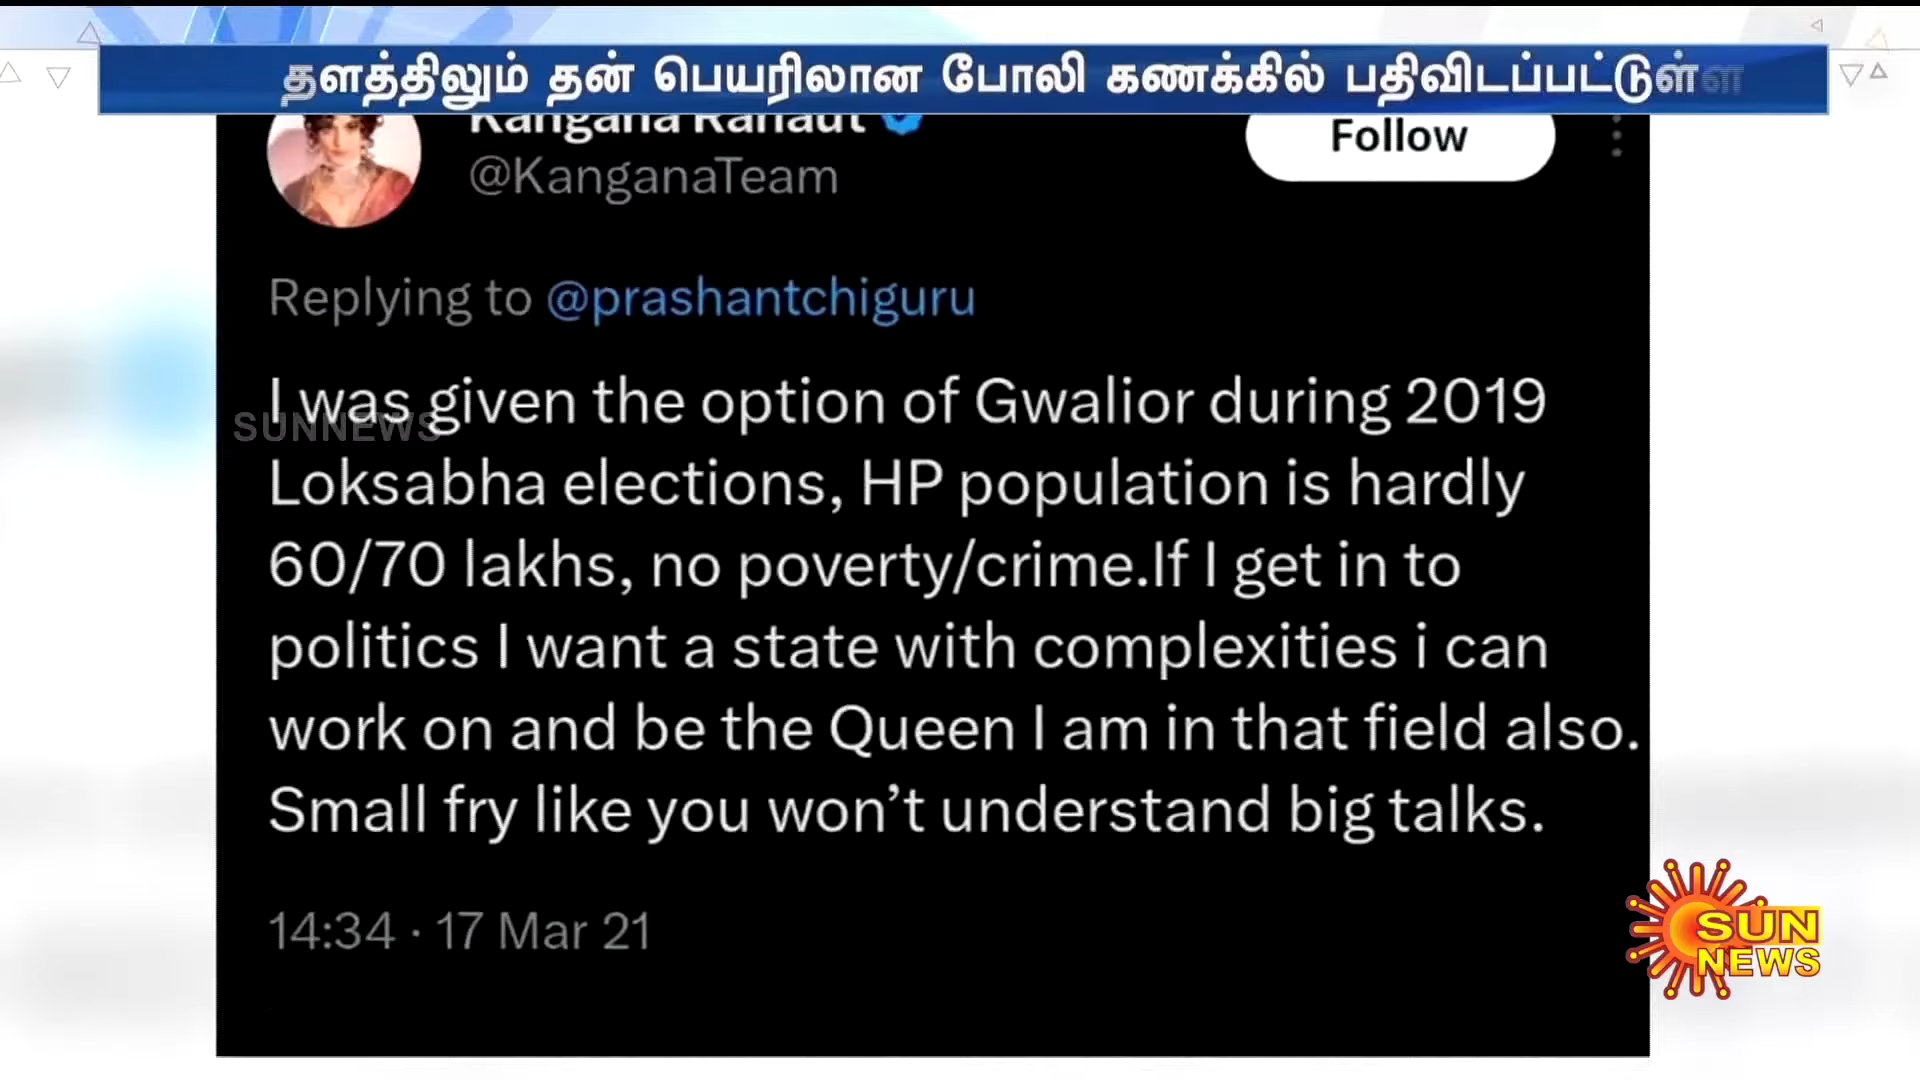 தளத்திலும் தன் பெயரிலான போலி கணக்கில் பதிவிடப்பட்டுள்ள
Kangana Ranaut
Follow
@KanganaTeam
Replying to @prashantchiguru
I was given the option of Gwalior during 2019
SUNNEWS
Loksabha elections, HP population is hardly
60/70 lakhs, no poverty/crime.If I get in to
politics I want a state with complexities i can
work on and be the Queen I am in that field also.
Small fry like you won’t understand big talks.
14:34 · 17 Mar 21
SUN
NEWS